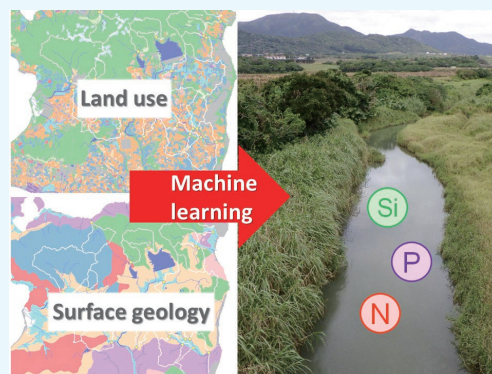 Land use
Machine
learning
Surface geology
Si
P
N